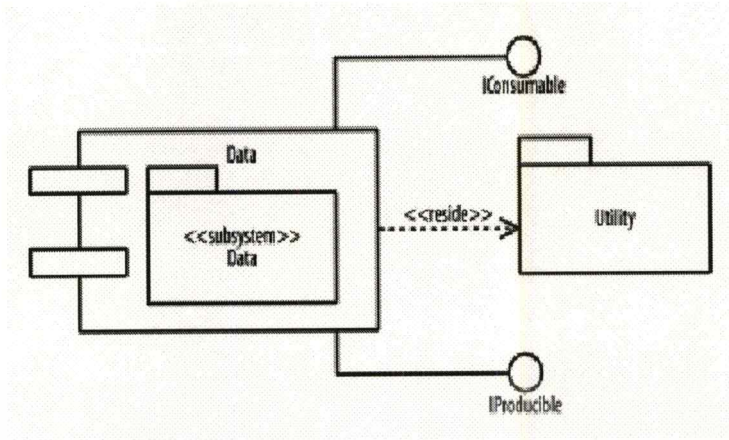 IConsumable
Data
<<subsystem>>
Data
<<reside>>
Utility
IProducible